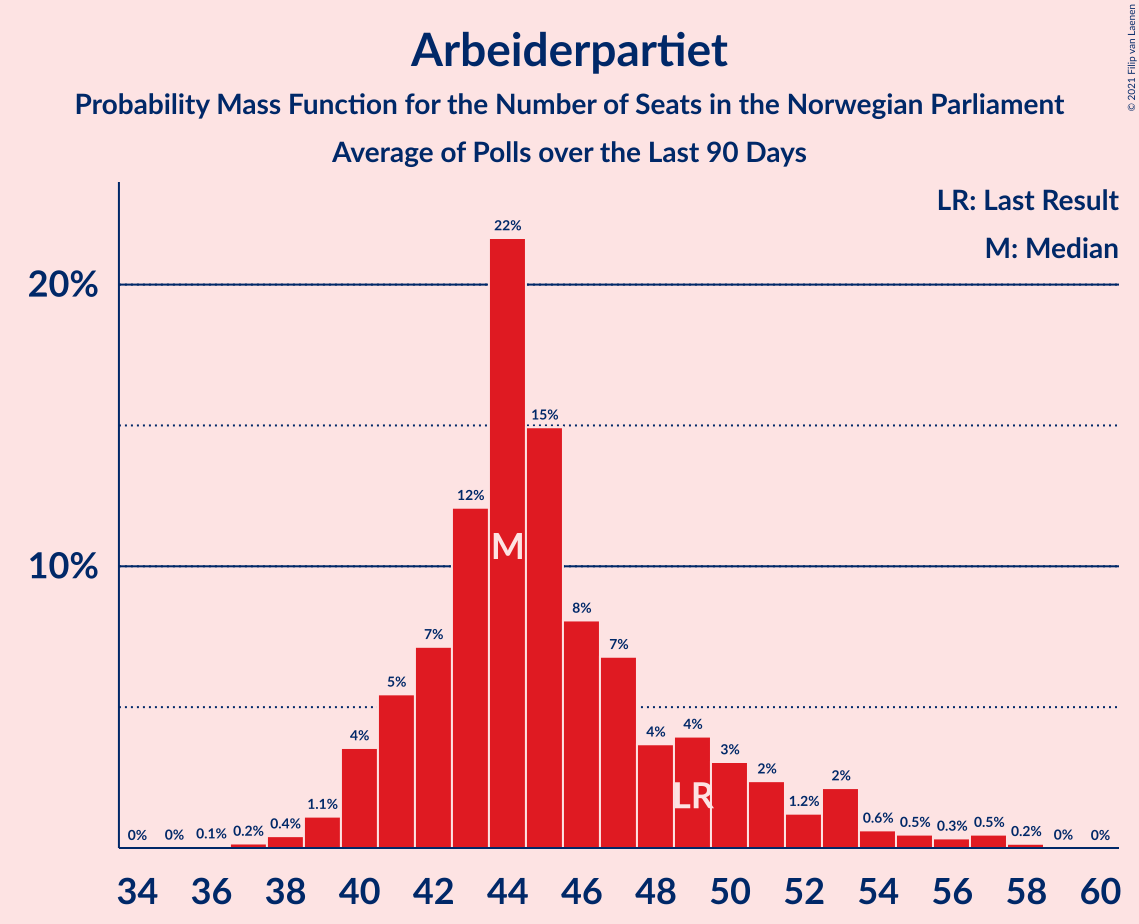 Arbeiderpartiet
Probability Mass Function for the Number of Seats in the Norwegian Parliament
Average of Polls over the Last 90 Days
© 2021 Filip van Laenen
LR: Last Result
M: Median
20%
10%
0% 0% 0.1% 0.2% 0.4% 1.1% 4% 5% 7% 12% 22% 15% 8% 7% 4% 4% 3% 2% 1.2% 2% 0.6% 0.5% 0.3% 0.5% 0.2% 0% 0%
M
LR
34 36 38 40 42 44 46 48 50 52 54 56 58 60